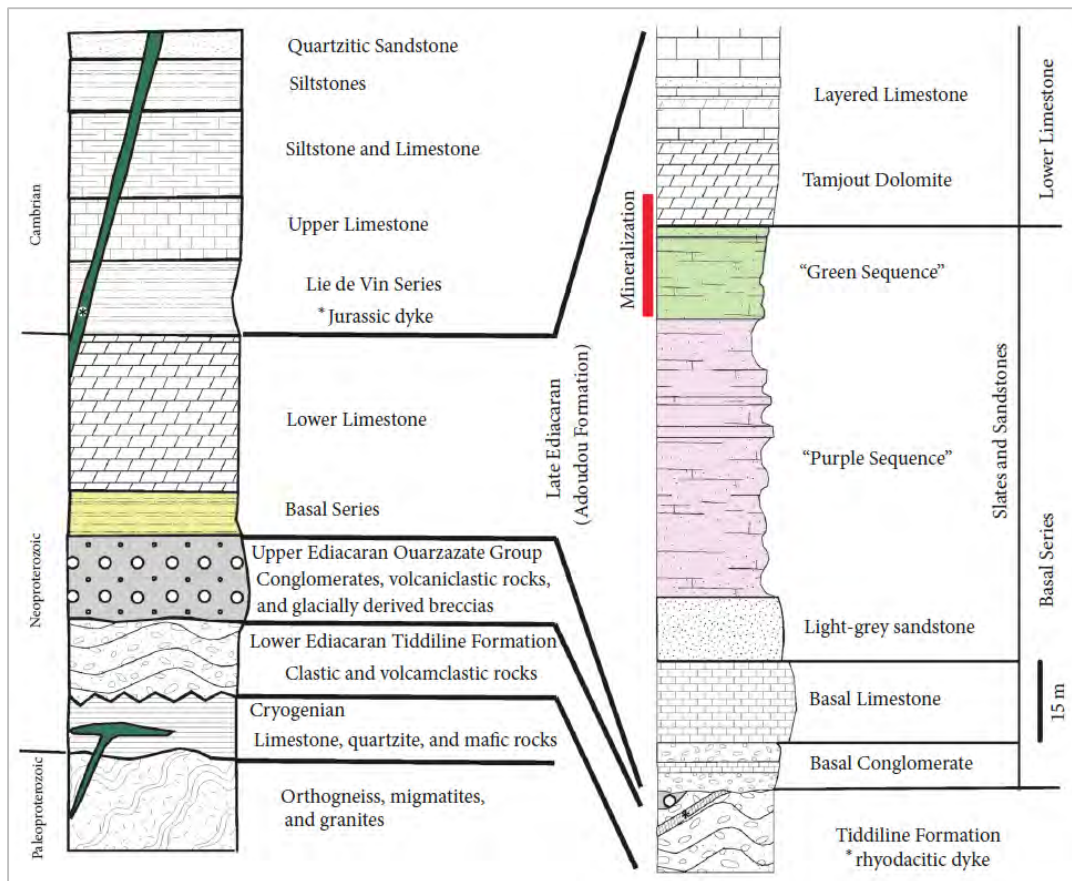 Quartzitic Sandstone
Siltstones
Siltstone and Limestone
Upper Limestone
Lie de Vin Series
* Jurassic dyke
Lower Limestone
Basal Series
Upper Ediacaran Ouarzazate Group
Conglomerates, volcaniclastic rocks,
and glacially derived breccias
Lower Ediacaran Tiddiline Formation
Clastic and volcamclastic rocks
Cryogenian
Limestone, quartzite, and mafic rocks
Orthogneiss, migmatites,
and granites
Cambrian
Neoproterozoic
Paleoproterozoic
*
Late Ediacaran
(Adoudou Formation)
Mineralization
Layered Limestone
Tamjout Dolomite
"Green Sequence"
"Purple Sequence"
Light-grey sandstone
Basal Limestone
Basal Conglomerate
*
Tiddiline Formation
* rhyodacitic dyke
Lower Limestone
Slates and Sandstones
Basal Series
15 m